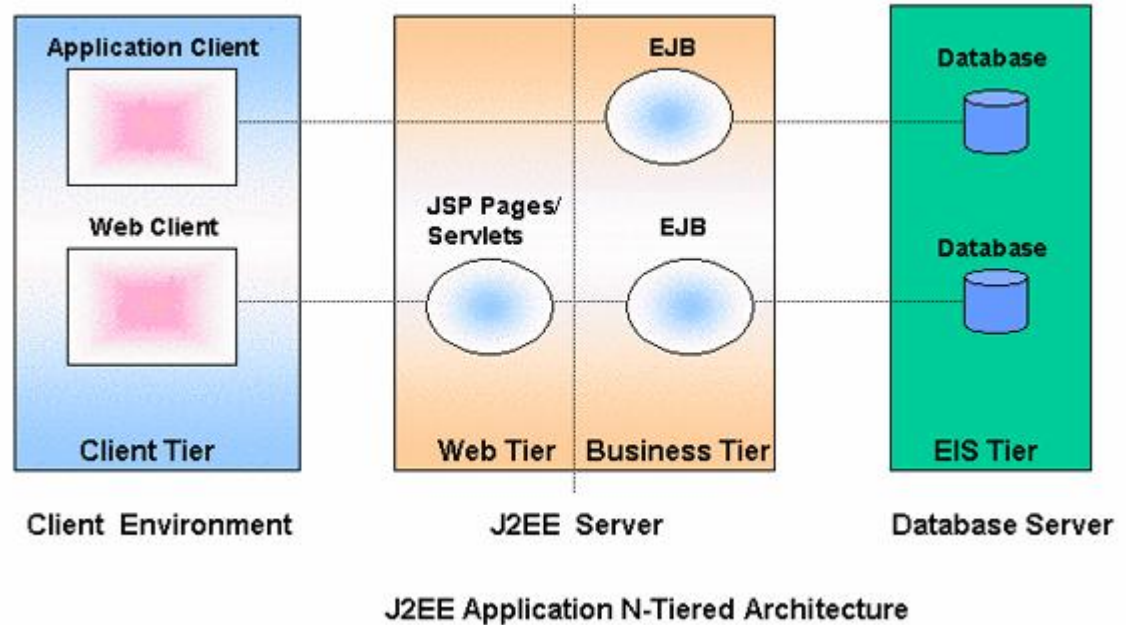 Application Client
EJB
Database
JSP Pages/
Servlets
Web Client
EJB
Database
Client Tier
Web Tier
Business Tier
EIS Tier
Client Environment
J2EE Server
Database Server
J2EE Application N-Tiered Architecture